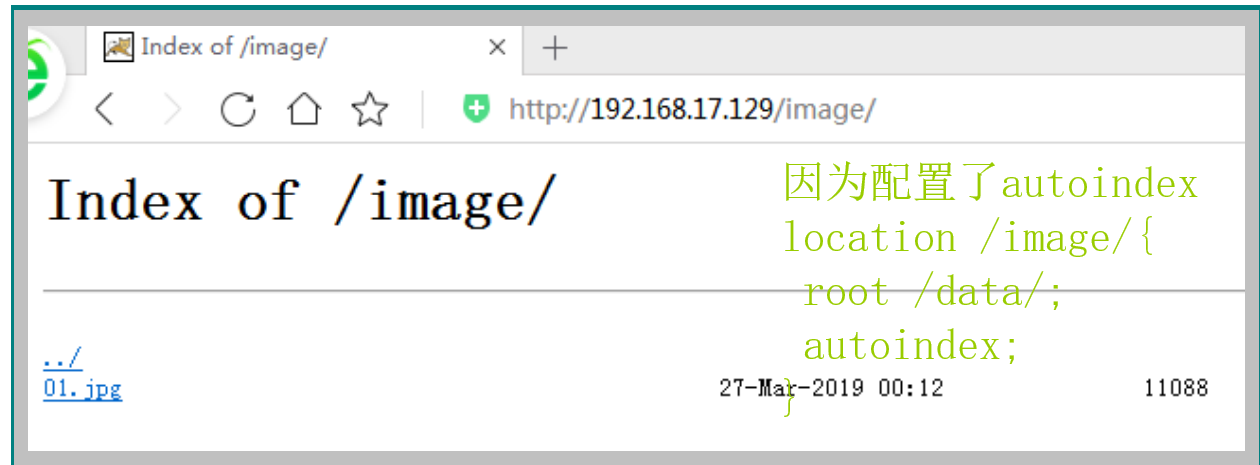 Index of /image/
http://192.168.17.129/image/
Index of /image/
因为配置了autoindex
location /image/{
root /data/;
autoindex;
}
../
01.jpg 27-Mar-2019 00:12 11088